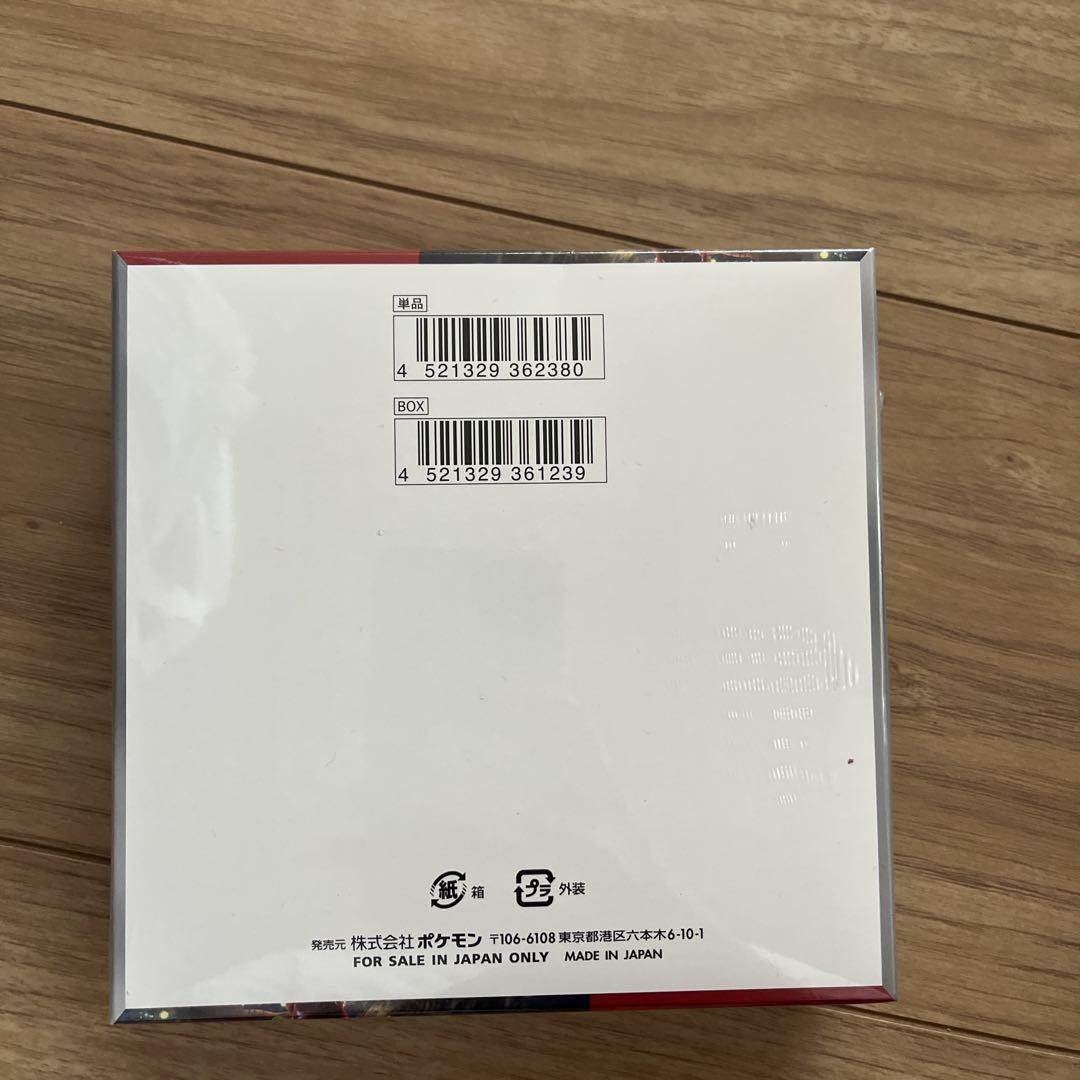 単品
4 521329 362380
BOX
4 521329 361239
紙 箱
プラ 外装
発売元 株式会社 ポケモン 〒106-6108 東京都港区六本木6-10-1
FOR SALE IN JAPAN ONLY MADE IN JAPAN